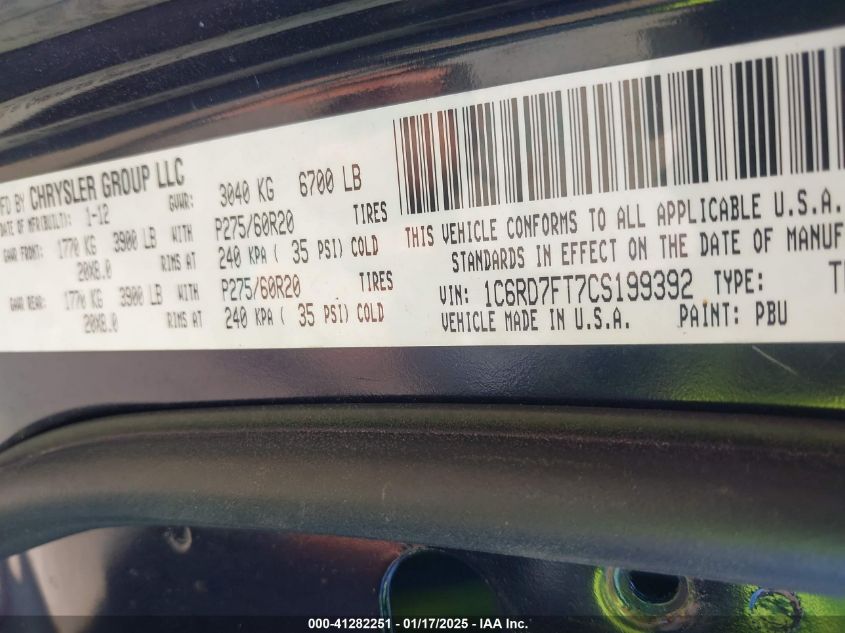 MFD BY CHRYSLER GROUP LLC
DATE OF MFR(BUILT): 1-12 GVWR: 3040 KG 6700 LB
GAWR FRONT: 1770 KG 3900 LB WITH P275/60R20 TIRES
20X8.0 RIMS AT 240 KPA ( 35 PSI) COLD
GAWR REAR: 1770 KG 3900 LB WITH P275/60R20 TIRES
20X8.0 RIMS AT 240 KPA ( 35 PSI) COLD
THIS VEHICLE CONFORMS TO ALL APPLICABLE U.S.A.
STANDARDS IN EFFECT ON THE DATE OF MANUF
VIN: 1C6RD7FT7CS199392 TYPE:
VEHICLE MADE IN U.S.A. PAINT: PBU
000-41282251 - 01/17/2025 - IAA Inc.